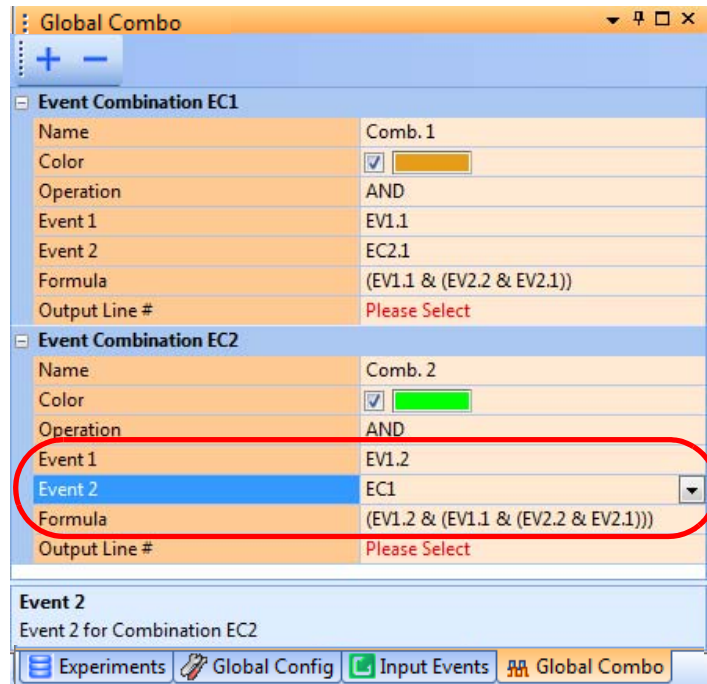 Global Combo
Event Combination EC1
Name Comb. 1
Color
Operation AND
Event 1 EV1.1
Event 2 EC2.1
Formula (EV1.1 & (EV2.2 & EV2.1))
Output Line # Please Select
Event Combination EC2
Name Comb. 2
Color
Operation AND
Event 1 EV1.2
Event 2 EC1
Formula (EV1.2 & (EV1.1 & (EV2.2 & EV2.1)))
Output Line # Please Select
Event 2
Event 2 for Combination EC2
Experiments Global Config Input Events Global Combo